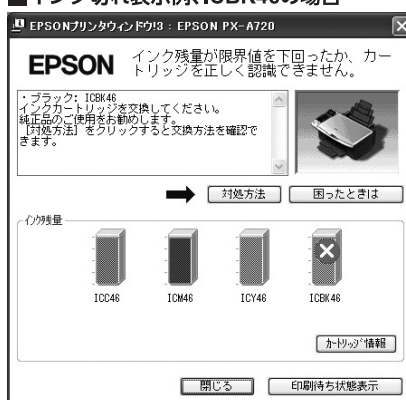 ■インク切れ表示例、ICBK46の場合
EPSONプリンタウィンドウ!3 : EPSON PX-A720
EPSON
インク残量が限界値を下回ったか、カー
トリッジを正しく認識できません。
・ブラック: ICBK46
インクカートリッジを交換してください。
純正品のご使用をお勧めします。
[対処方法] をクリックすると交換方法を確認で
きます。
対処方法
困ったときは
インク残量
ICC46
ICM46
ICY46
ICBK46
カートリッジ情報
閉じる
印刷待ち状態表示